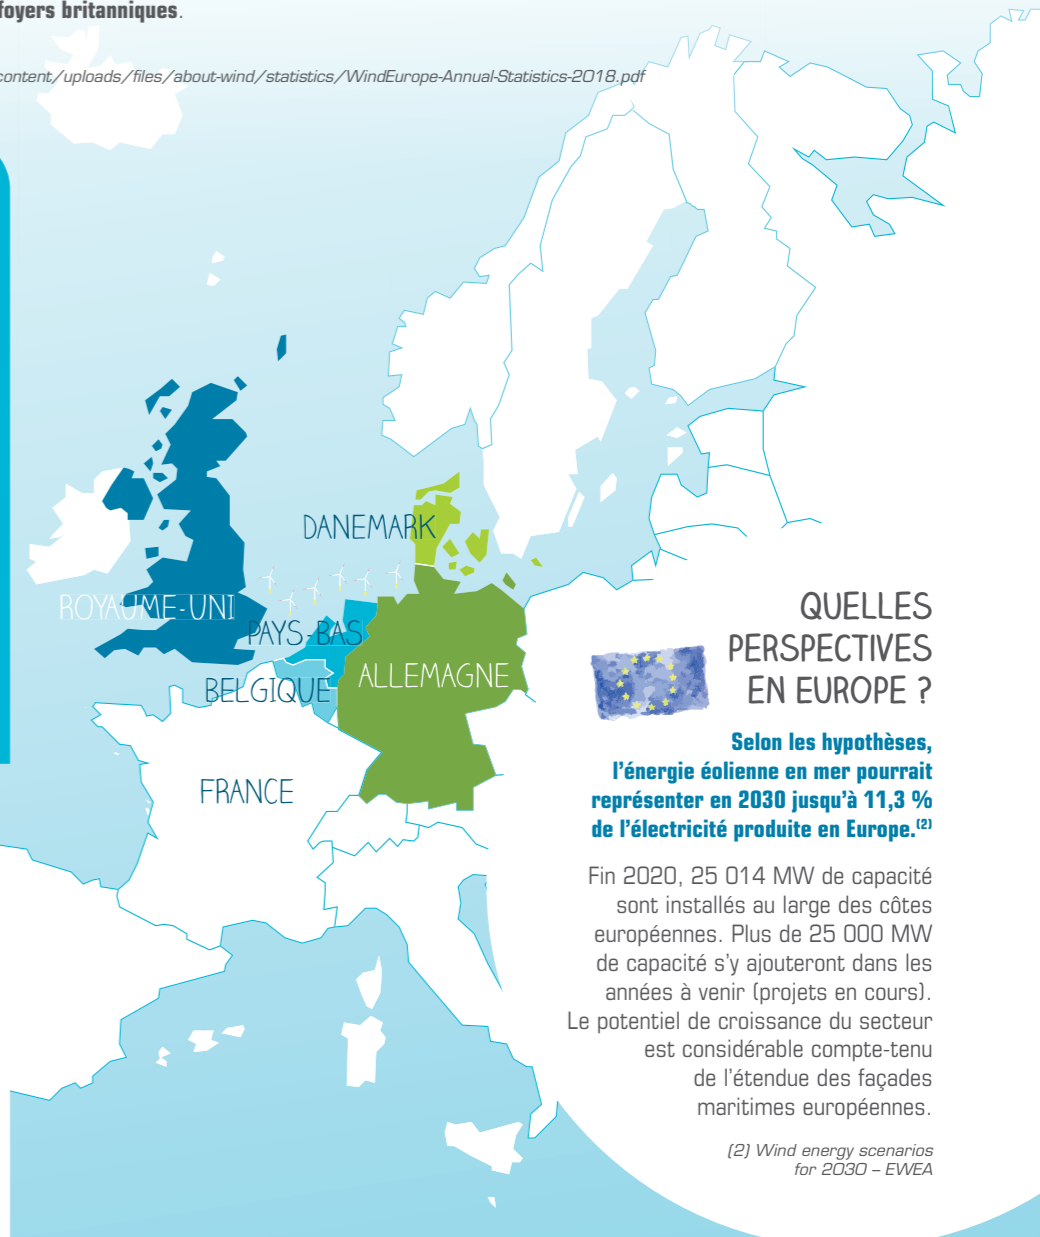 foyers britanniques.
content/uploads/files/about-wind/statistics/WindEurope-Annual-Statistics-2018.pdf
DANEMARK
ROYAUME-UNI
PAYS-BAS
BELGIQUE
ALLEMAGNE
FRANCE
QUELLES
PERSPECTIVES
EN EUROPE ?
Selon les hypothèses,
l'énergie éolienne en mer pourrait
représenter en 2030 jusqu'à 11,3 %
de l'électricité produite en Europe.(2)
Fin 2020, 25 014 MW de capacité
sont installés au large des côtes
européennes. Plus de 25 000 MW
de capacité s'y ajouteront dans les
années à venir (projets en cours).
Le potentiel de croissance du secteur
est considérable compte-tenu
de l'étendue des façades
maritimes européennes.
(2) Wind energy scenarios
for 2030 – EWEA